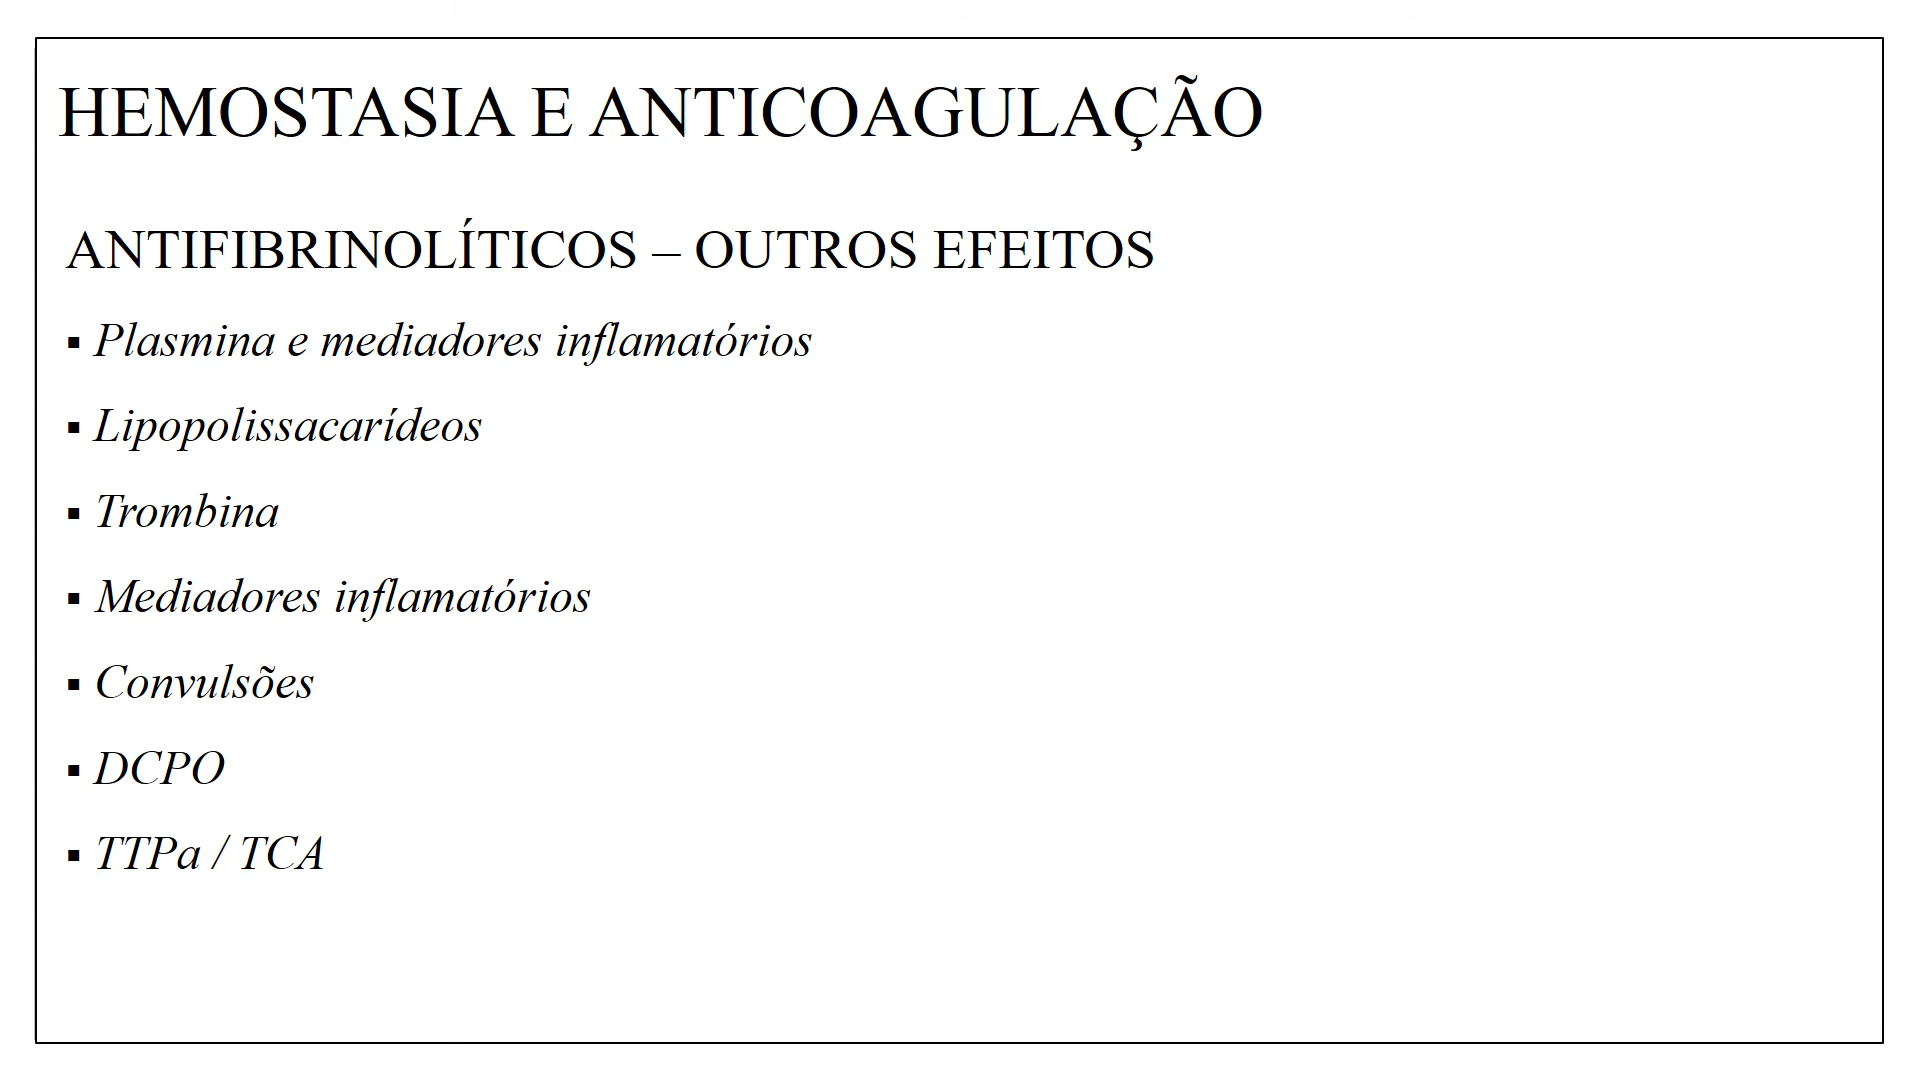 HEMOSTASIA E ANTICOAGULAÇÃO
ANTIFIBRINOLÍTICOS – OUTROS EFEITOS
▪ Plasmina e mediadores inflamatórios
▪ Lipopolissacarídeos
▪ Trombina
▪ Mediadores inflamatórios
▪ Convulsões
▪ DCPO
▪ TTPa / TCA